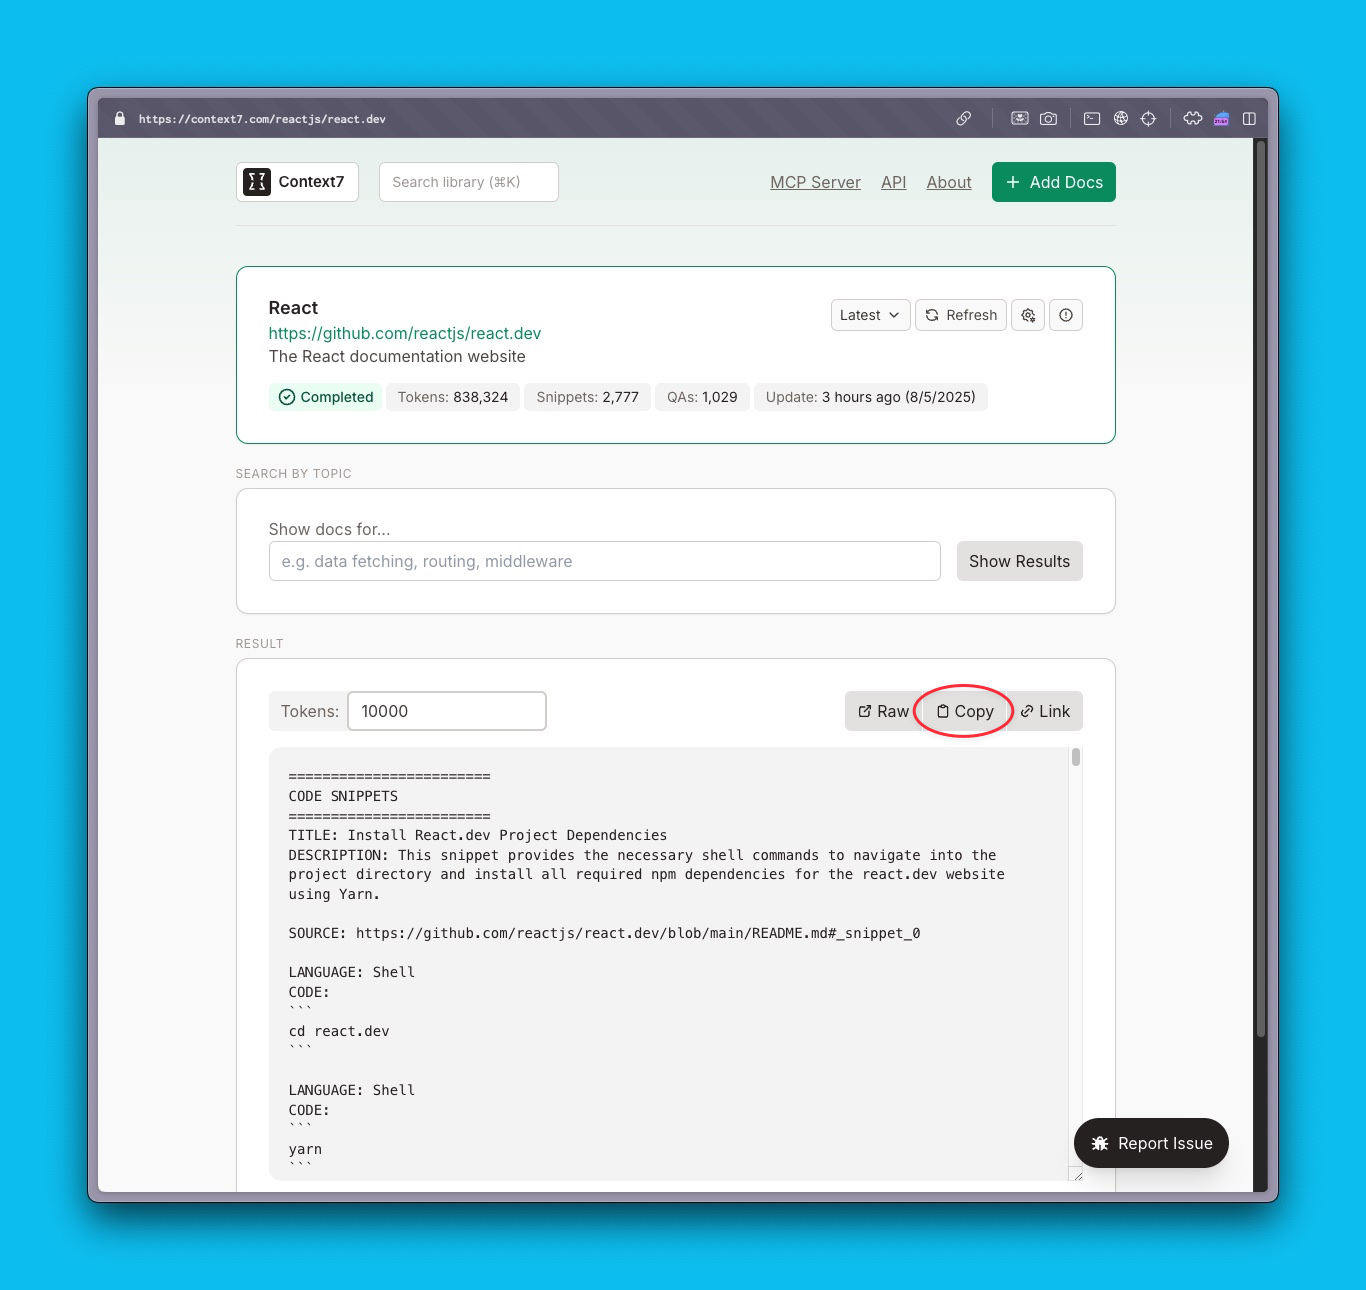 https://context7.com/reactjs/react.dev
Context7
Search library (⌘K)
MCP Server
API
About
+ Add Docs
React
Latest
Refresh
https://github.com/reactjs/react.dev
The React documentation website
Completed
Tokens: 838,324
Snippets: 2,777
QAs: 1,029
Update: 3 hours ago (8/5/2025)
SEARCH BY TOPIC
Show docs for...
e.g. data fetching, routing, middleware
Show Results
RESULT
Tokens: 10000
Raw
Copy
Link
========================
CODE SNIPPETS
========================
TITLE: Install React.dev Project Dependencies
DESCRIPTION: This snippet provides the necessary shell commands to navigate into the
project directory and install all required npm dependencies for the react.dev website
using Yarn.
SOURCE: https://github.com/reactjs/react.dev/blob/main/README.md#_snippet_0
LANGUAGE: Shell
CODE:
```
cd react.dev
```
LANGUAGE: Shell
CODE:
```
yarn
```
Report Issue